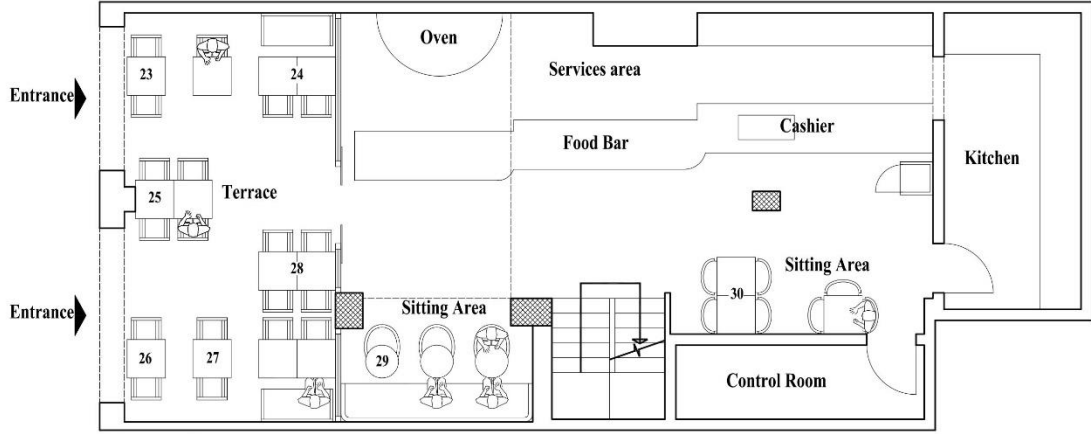 Oven
Services area
23
24
Entrance
Cashier
Food Bar
Kitchen
25
Terrace
28
Sitting Area
30
Entrance
Sitting Area
26
27
29
Control Room